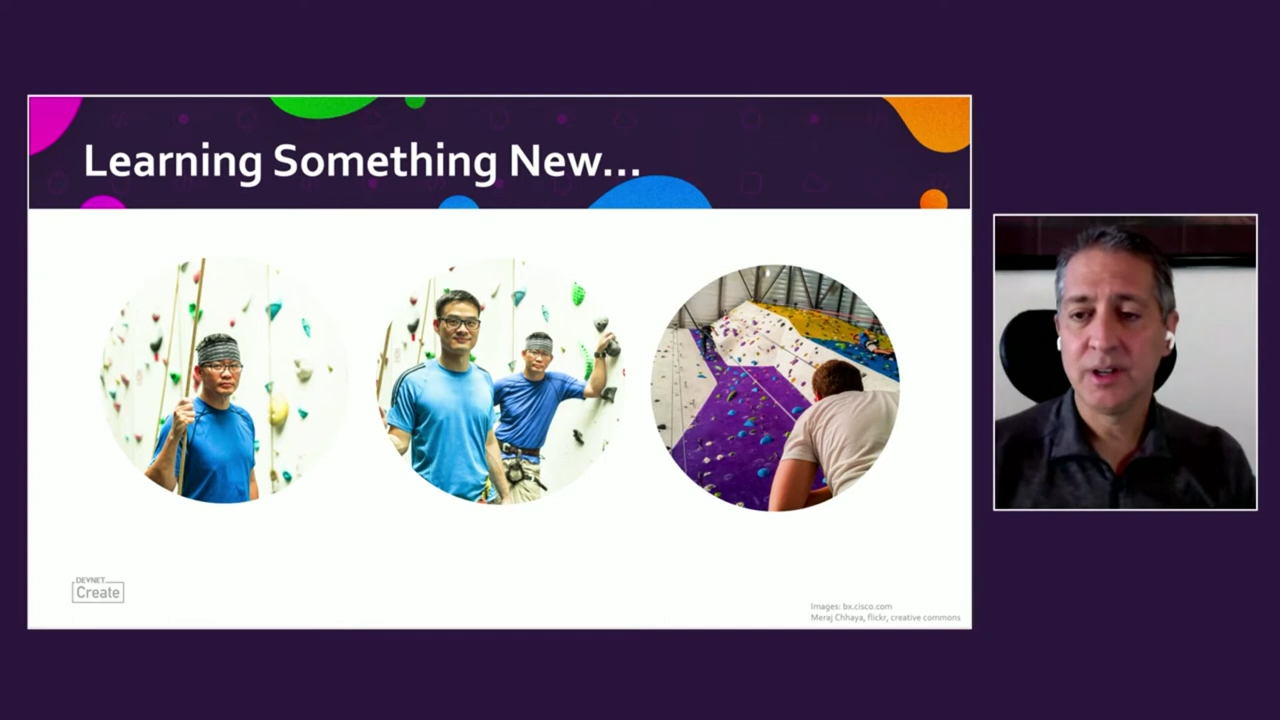 Learning Something New...
DEVNET
Create
Images: bx.cisco.com
Meraj Chhaya, flickr, creative commons